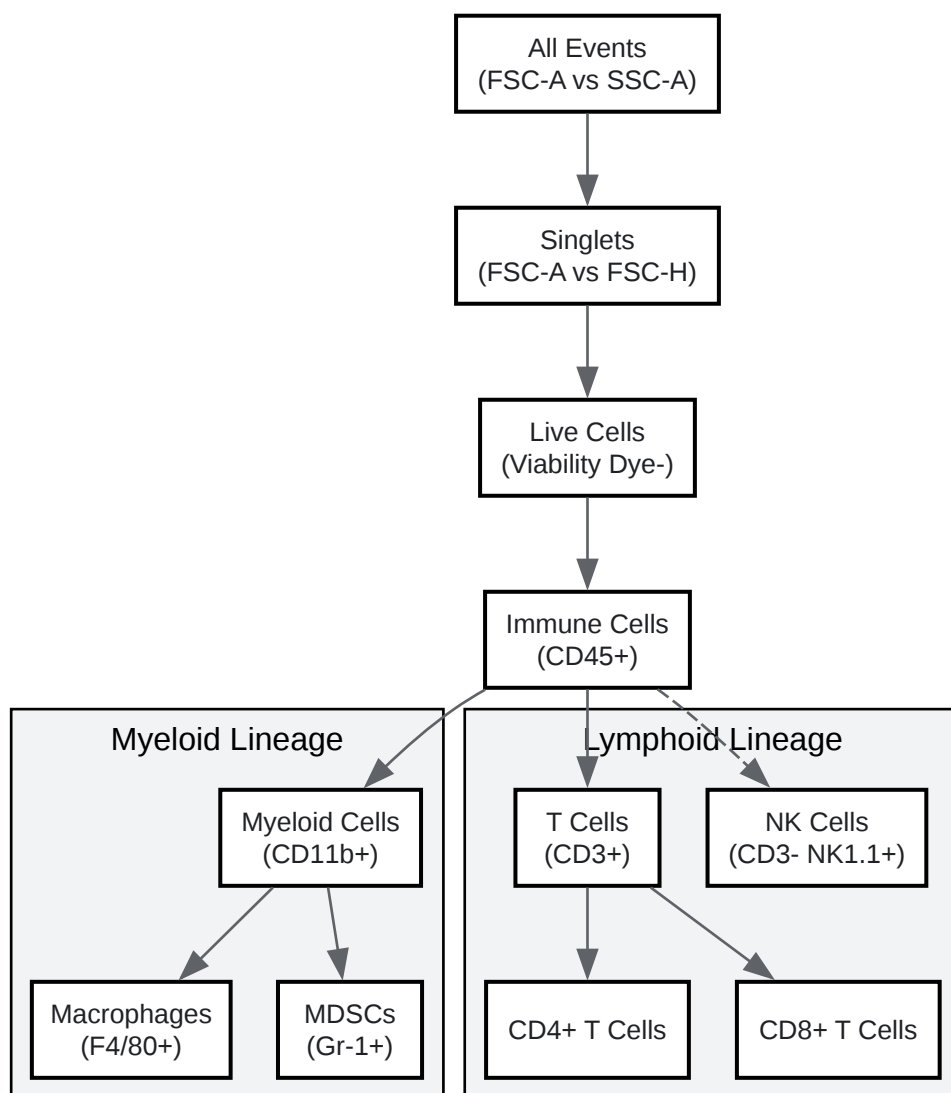 All Events
(FSC-A vs SSC-A)
Singlets
(FSC-A vs FSC-H)
Live Cells
(Viability Dye-)
Immune Cells
(CD45+)
Myeloid Lineage
Lymphoid Lineage
Myeloid Cells
(CD11b+)
T Cells
(CD3+)
NK Cells
(CD3- NK1.1+)
Macrophages
(F4/80+)
MDSCs
(Gr-1+)
CD4+ T Cells
CD8+ T Cells